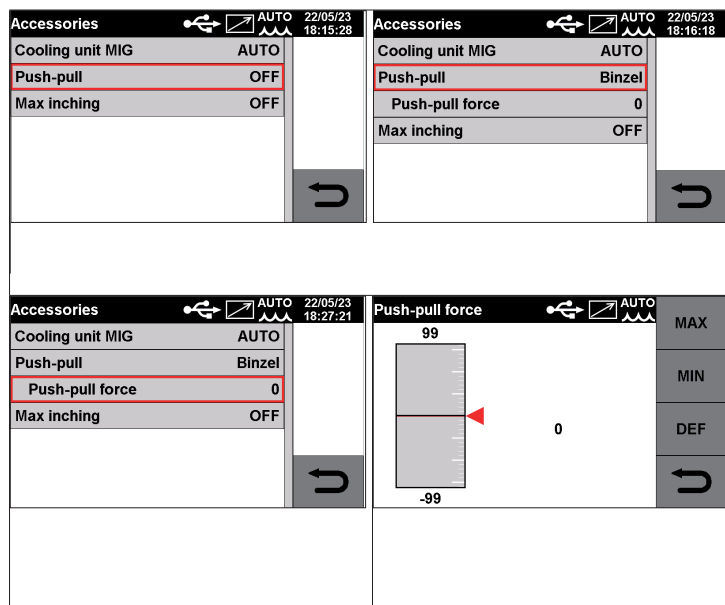 Accessories AUTO 22/05/23
18:15:28
Cooling unit MIG AUTO
Push-pull OFF
Max inching OFF
Accessories AUTO 22/05/23
18:16:18
Cooling unit MIG AUTO
Push-pull Binzel
Push-pull force 0
Max inching OFF
Accessories AUTO 22/05/23
18:27:21
Cooling unit MIG AUTO
Push-pull Binzel
Push-pull force 0
Max inching OFF
Push-pull force AUTO
MAX
99
MIN
0
DEF
-99